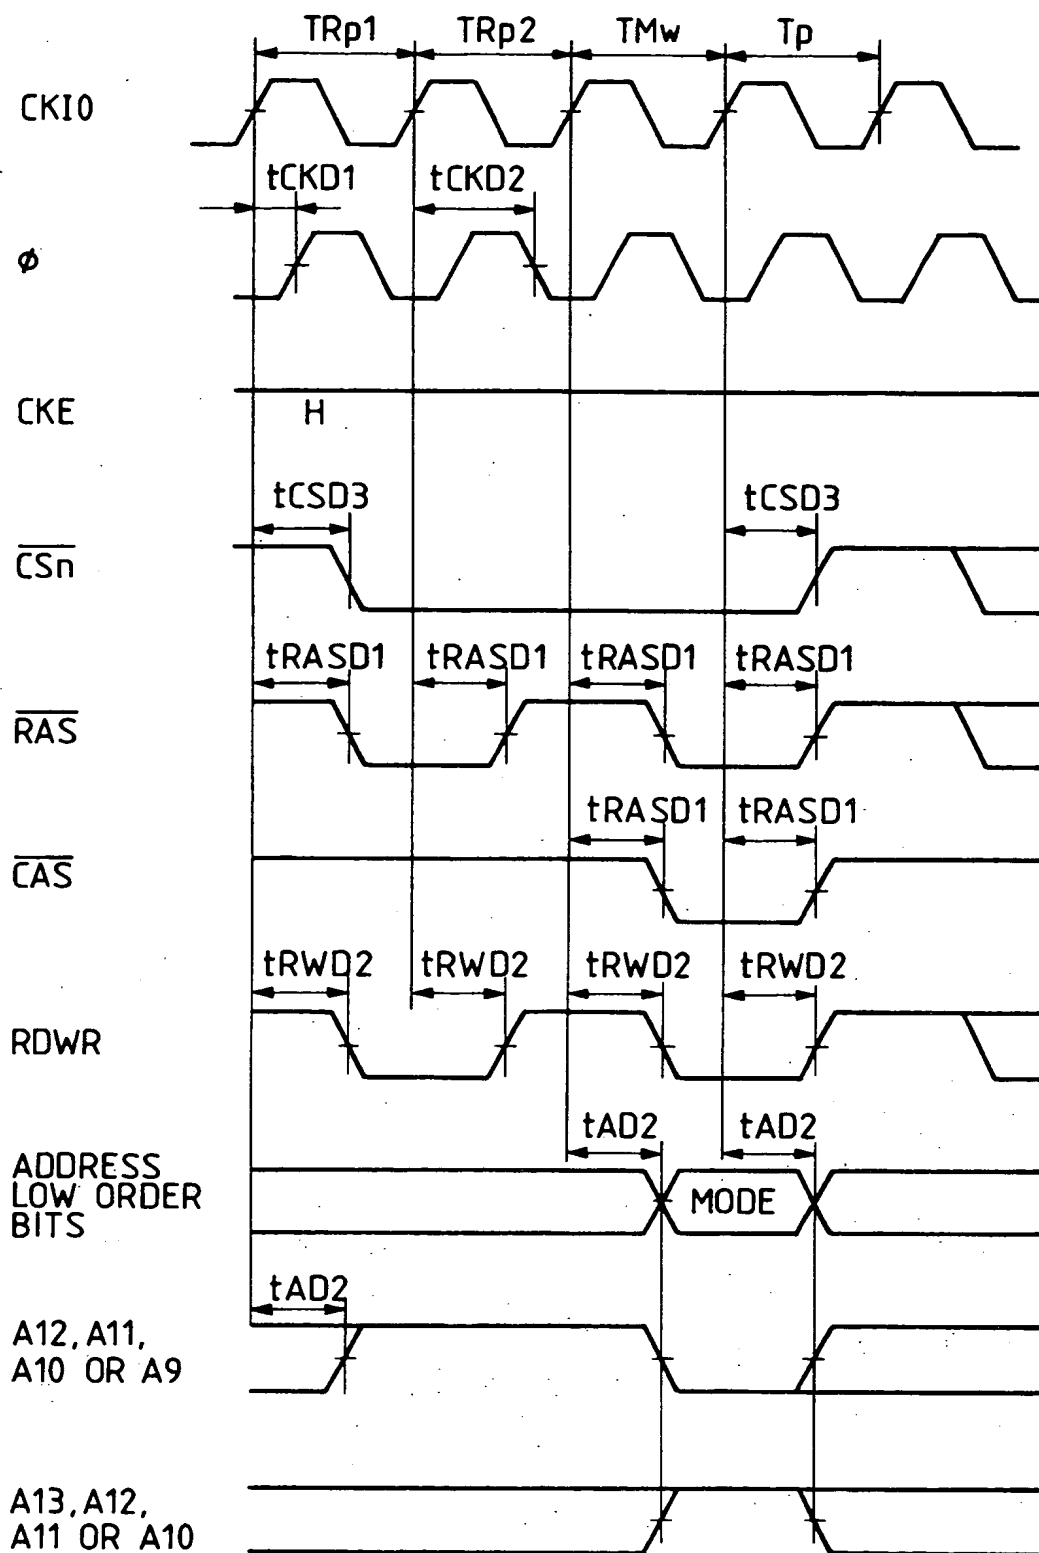 TRp1 TRp2 TMw Tp
CKIO
tCKD1 tCKD2
ϕ
CKE H
tCSD3 tCSD3
CSn
tRASD1 tRASD1 tRASD1 tRASD1
RAS
tRASD1 tRASD1
CAS
tRWD2 tRWD2 tRWD2 tRWD2
RDWR
tAD2 tAD2
ADDRESS
LOW ORDER MODE
BITS
tAD2
A12, A11,
A10 OR A9
A13, A12,
A11 OR A10